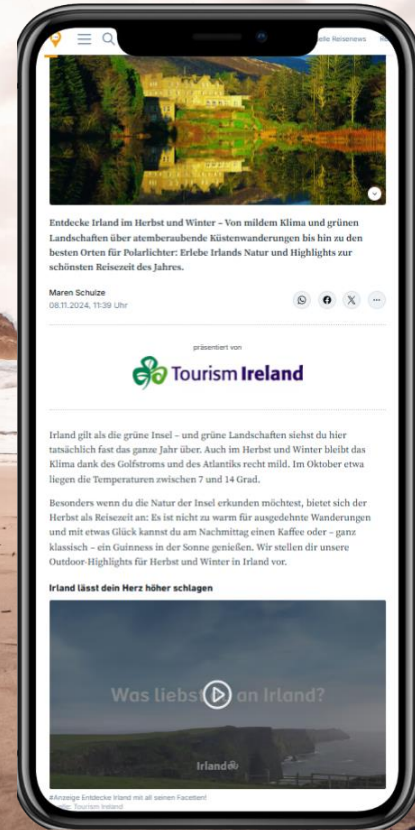 elle Reisenews
Entdecke Irland im Herbst und Winter – Von mildem Klima und grünen
Landschaften über atemberaubende Küstenwanderungen bis hin zu den
besten Orten für Polarlichter: Erlebe Irlands Natur und Highlights zur
schönsten Reisezeit des Jahres.
Maren Schulze
08.11.2024, 11:39 Uhr
präsentiert von
Tourism Ireland
Irland gilt als die grüne Insel – und grüne Landschaften siehst du hier
tatsächlich fast das ganze Jahr über. Auch im Herbst und Winter bleibt das
Klima dank des Golfstroms und des Atlantiks recht mild. Im Oktober etwa
liegen die Temperaturen zwischen 7 und 14 Grad.
Besonders wenn du die Natur der Insel erkunden möchtest, bietet sich der
Herbst als Reisezeit an: Es ist nicht zu warm für ausgedehnte Wanderungen
und mit etwas Glück kannst du am Nachmittag einen Kaffee oder – ganz
klassisch – ein Guinness in der Sonne genießen. Wir stellen dir unsere
Outdoor-Highlights für Herbst und Winter in Irland vor.
Irland lässt dein Herz höher schlagen
Was liebst an Irland?
Irland
#Anzeige Entdecke Irland mit all seinen Facetten!
Tourism Ireland